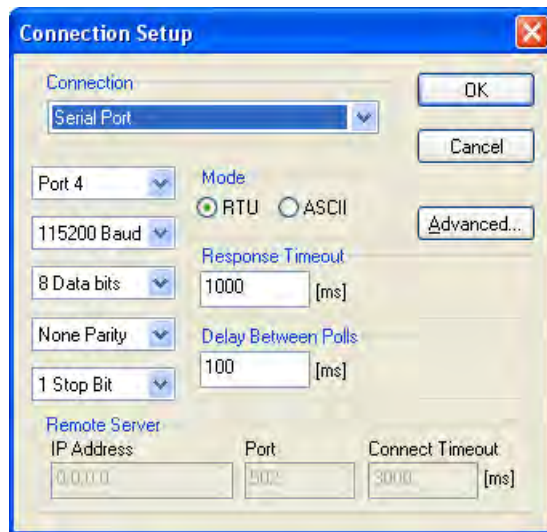 Connection Setup
Connection
OK
Serial Port
Cancel
Port 4
Mode
RTU ASCII
115200 Baud
Advanced...
Response Timeout
8 Data bits
1000 [ms]
None Parity
Delay Between Polls
100 [ms]
1 Stop Bit
Remote Server
IP Address Port Connect Timeout
0.0.0.0 502 3000 [ms]